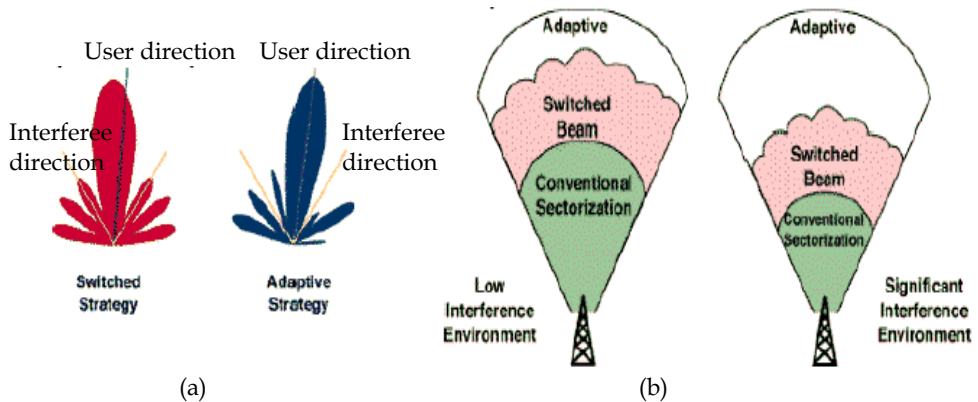 User direction
User direction
Interferee
direction
Interferee
direction
Switched
Strategy
Adaptive
Strategy
(a)
Adaptive
Switched
Beam
Conventional
Sectorization
Low
Interference
Environment
Adaptive
Switched
Beam
Conventional
Sectorization
Significant
Interference
Environment
(b)